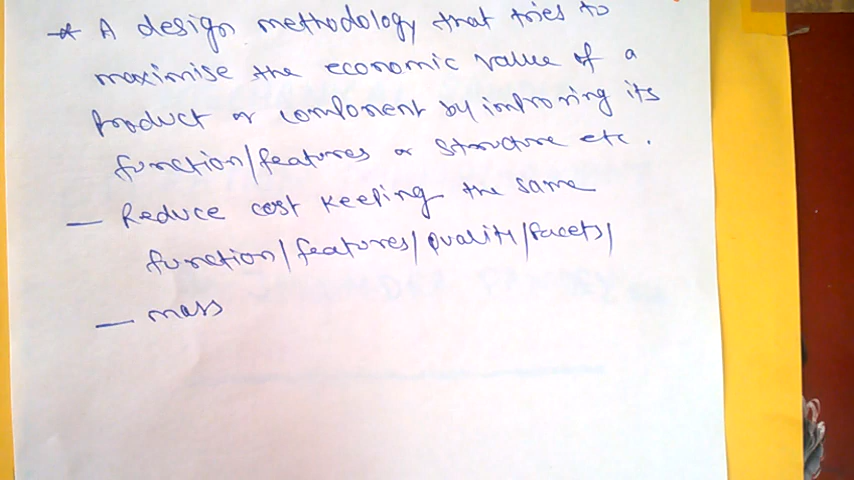 * A design methodology that tries to
maximise the economic value of a
product or component by improving its
function/features or structure etc.
— Reduce cost keeping the same
function/features/quality/facets/
— mass